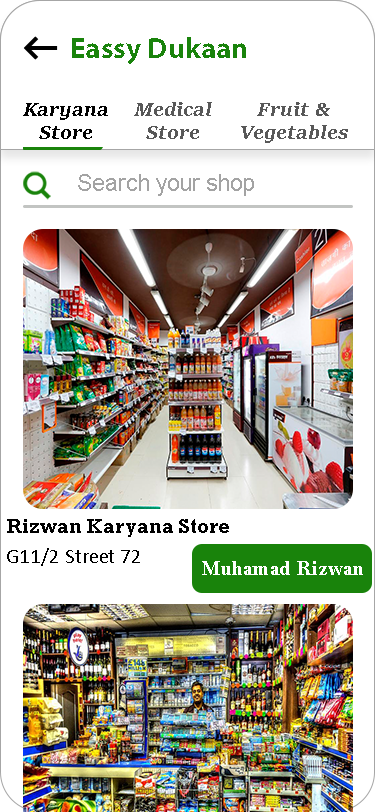 Eassy Dukaan
Karyana Medical Fruit &
Store Store Vegetables
Search your shop
Rizwan Karyana Store
G11/2 Street 72
Muhamad Rizwan